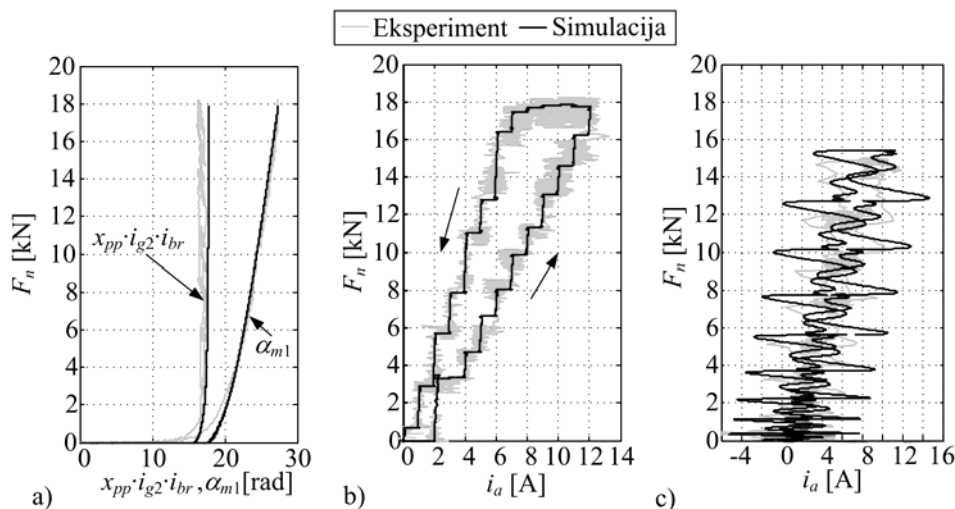 Eksperiment Simulacija
20
18
16
14
12
10
8
6
4
2
0
F_n [kN]
x_pp·i_g2·i_br
α_m1
0 10 20 30
x_pp·i_g2·i_br, α_m1 [rad]
a)
20
18
16
14
12
10
8
6
4
2
0
F_n [kN]
0 2 4 6 8 10 12 14
i_a [A]
b)
20
18
16
14
12
10
8
6
4
2
0
F_n [kN]
-4 0 4 8 12 16
i_a [A]
c)